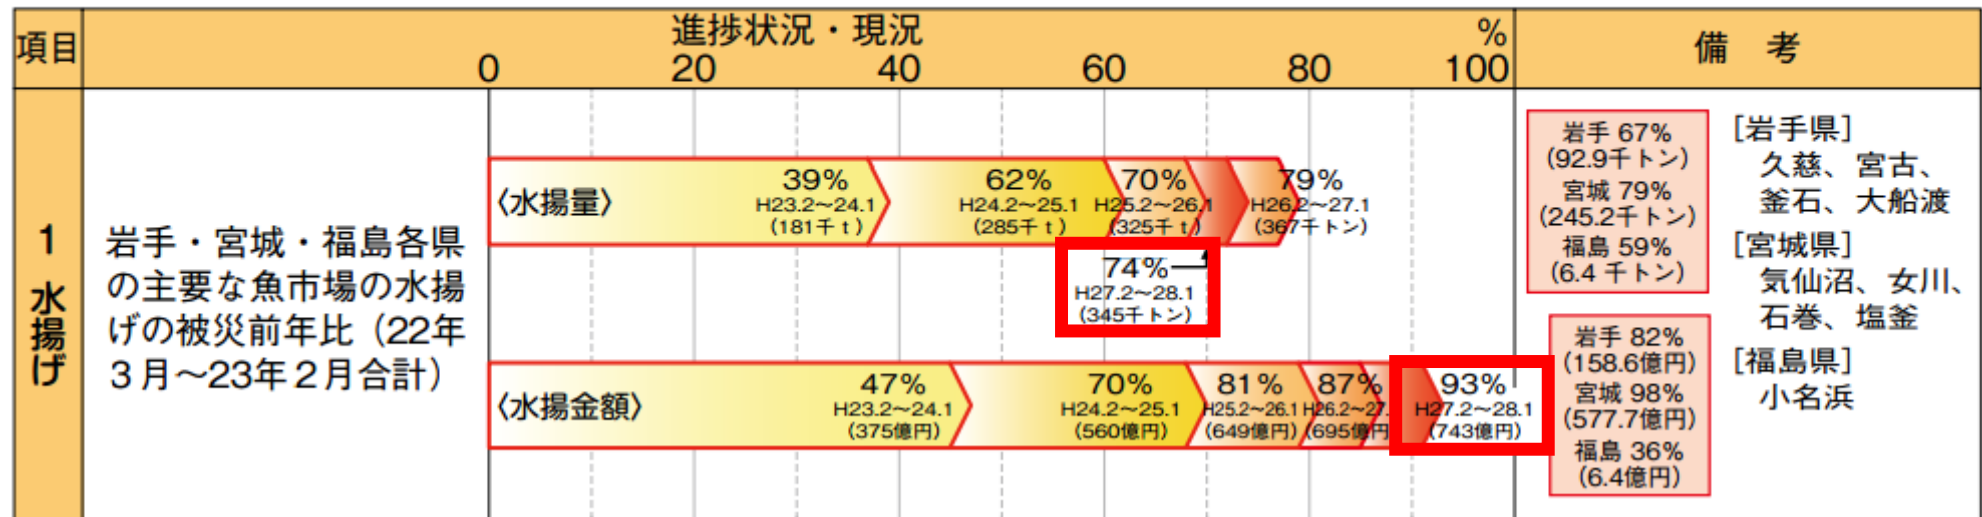 項目
進捗状況・現況
%
備　考
0 20 40 60 80 100
1 水揚げ
岩手・宮城・福島各県
の主要な魚市場の水揚
げの被災前年比（22年
３月～23年２月合計）
〈水揚量〉
39%
H23.2～24.1
(181千ｔ)
62%
H24.2～25.1
(285千ｔ)
70%
H25.2～26.1
(325千ｔ)
79%
H26.2～27.1
(367千トン)
74%
H27.2～28.1
(345千トン)
〈水揚金額〉
47%
H23.2～24.1
(375億円)
70%
H24.2～25.1
(560億円)
81%
H25.2～26.1
(649億円)
87%
H26.2～27.
(695億円
93%
H27.2～28.1
(743億円)
岩手 67%
(92.9千トン)
宮城 79%
(245.2千トン)
福島 59%
(6.4 千トン)
岩手 82%
(158.6億円)
宮城 98%
(577.7億円)
福島 36%
(6.4億円)
［岩手県］
久慈、宮古、
釜石、大船渡
［宮城県］
気仙沼、女川、
石巻、塩釜
［福島県］
小名浜